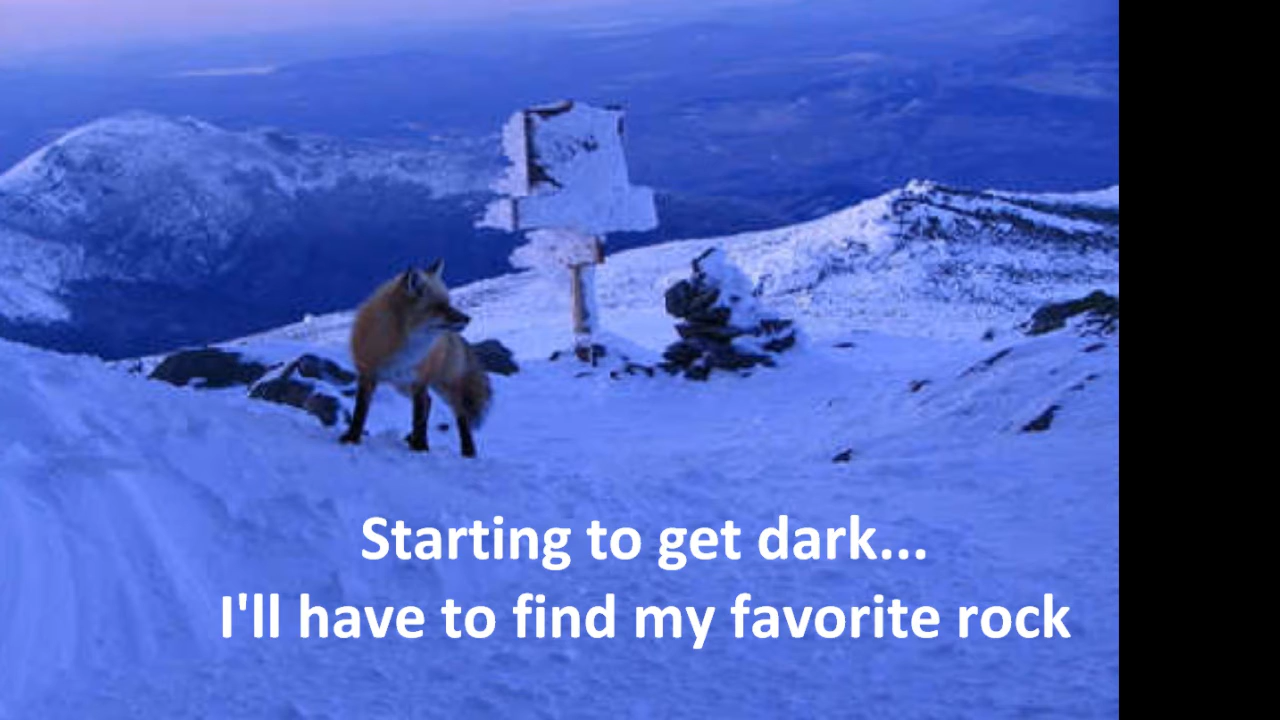 Starting to get dark...
I'll have to find my favorite rock